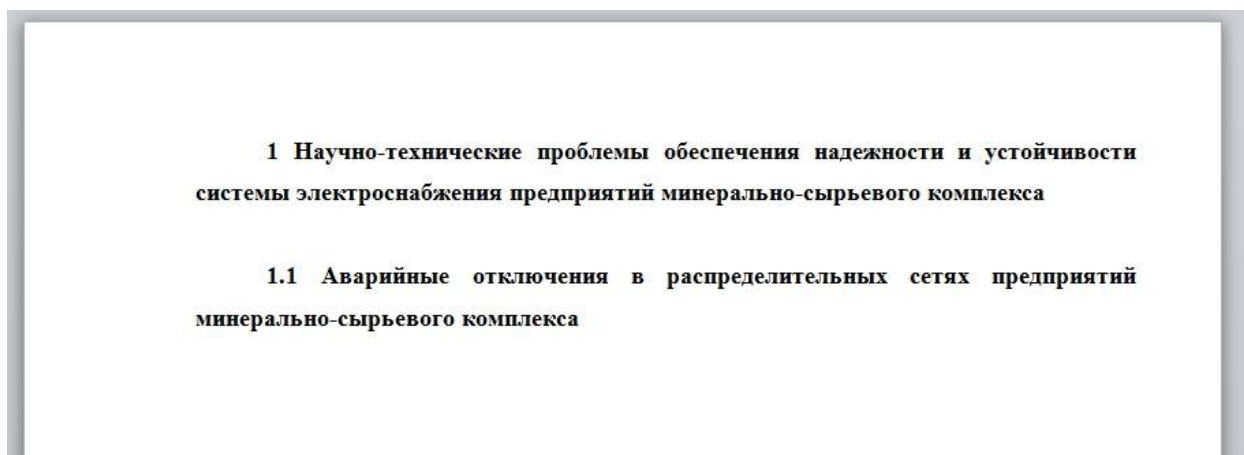 1 Научно-технические проблемы обеспечения надежности и устойчивости
системы электроснабжения предприятий минерально-сырьевого комплекса
1.1 Аварийные отключения в распределительных сетях предприятий
минерально-сырьевого комплекса